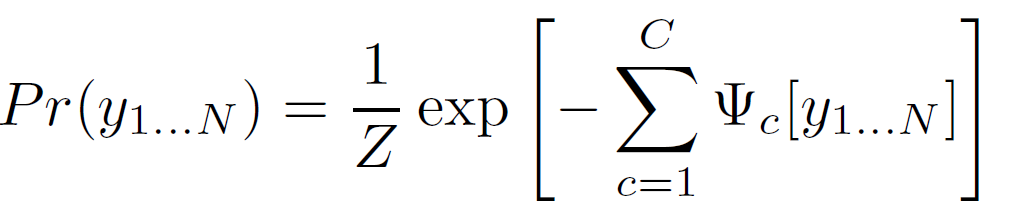 Pr(y_{1...N}) = \frac{1}{Z} \exp\left[-\sum_{c=1}^{C} \Psi_c[y_{1...N}]\right]